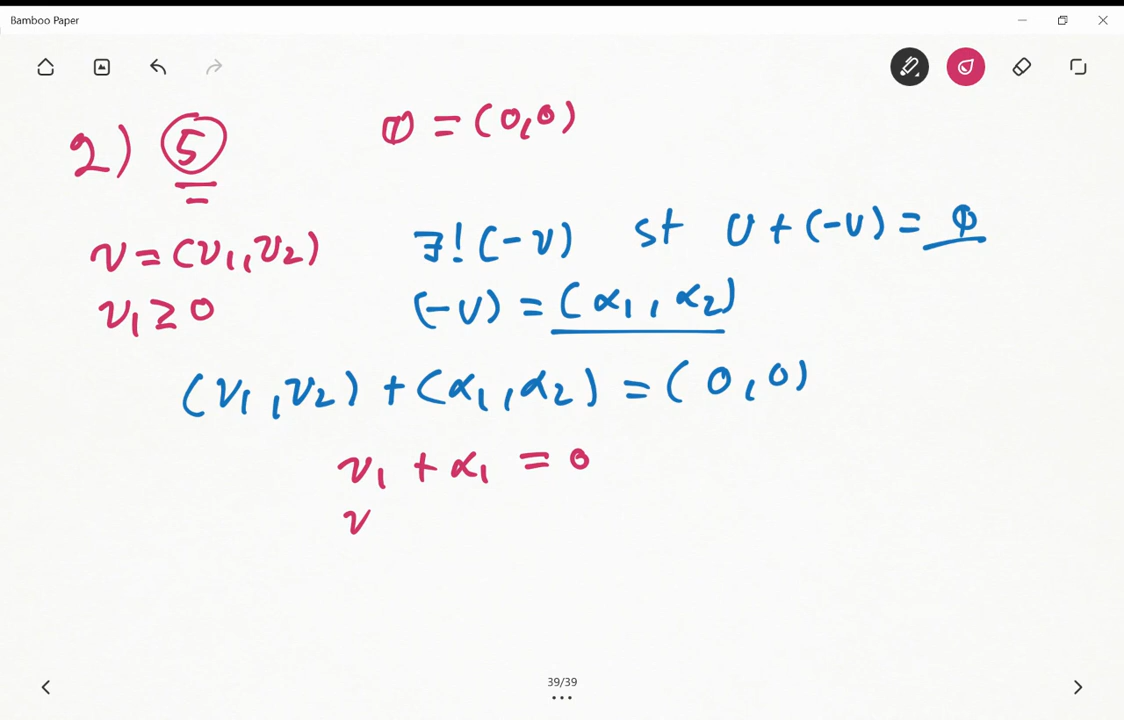 Bamboo Paper
2) 5
𝟘 = (0,0)
v = (v₁, v₂)
v₁ ≥ 0
∃! (-v) st v + (-v) = 𝟘
(-v) = (α₁, α₂)
(v₁, v₂) + (α₁, α₂) = (0, 0)
v₁ + α₁ = 0
v
39/39